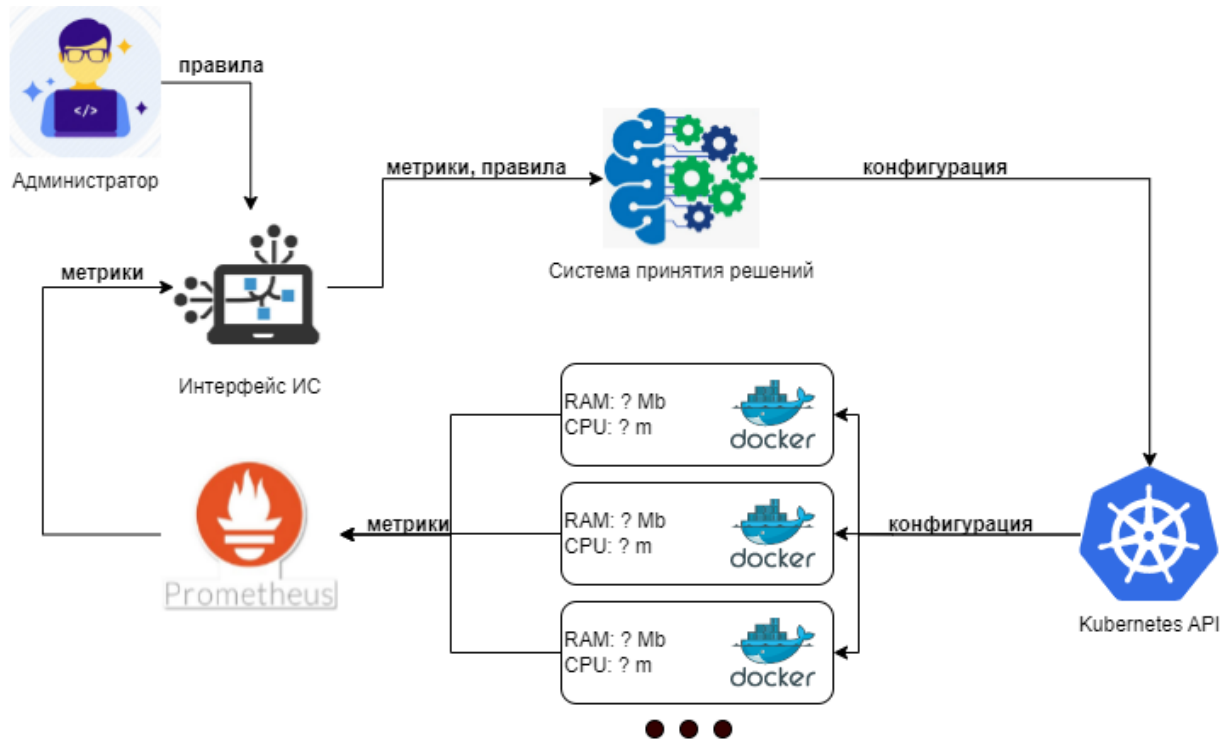 правила
Администратор
метрики, правила
конфигурация
</>
метрики
Система принятия решений
Интерфейс ИС
RAM: ? Mb
CPU: ? m
docker
метрики
RAM: ? Mb
CPU: ? m
docker
конфигурация
Prometheus
Kubernetes API
RAM: ? Mb
CPU: ? m
docker